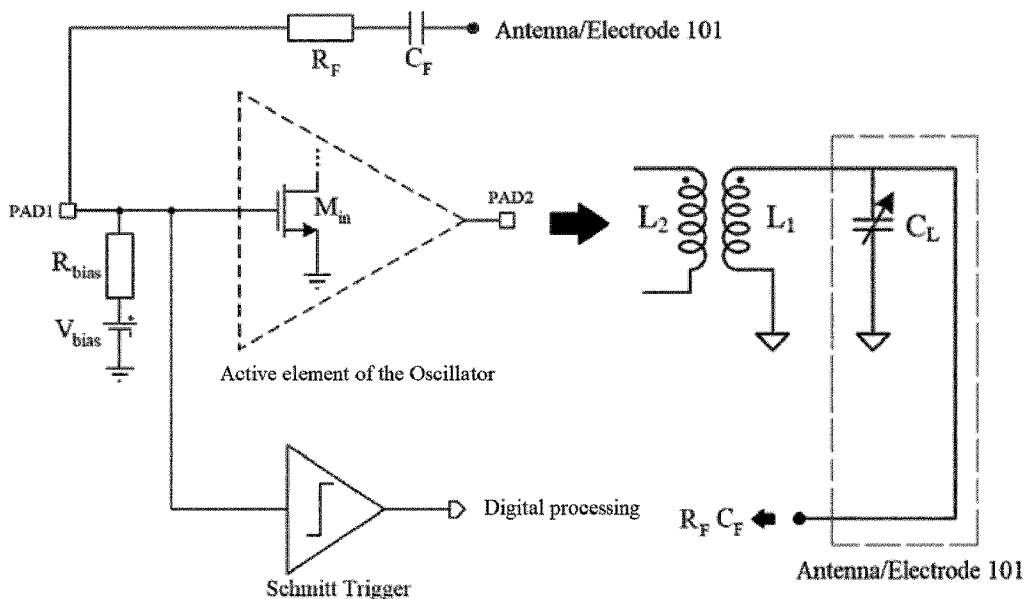 Antenna/Electrode 101
R_F
C_F
PAD1
M_in
PAD2
L_2
L_1
C_L
R_bias
V_bias
Active element of the Oscillator
Digital processing
R_F C_F
Schmitt Trigger
Antenna/Electrode 101